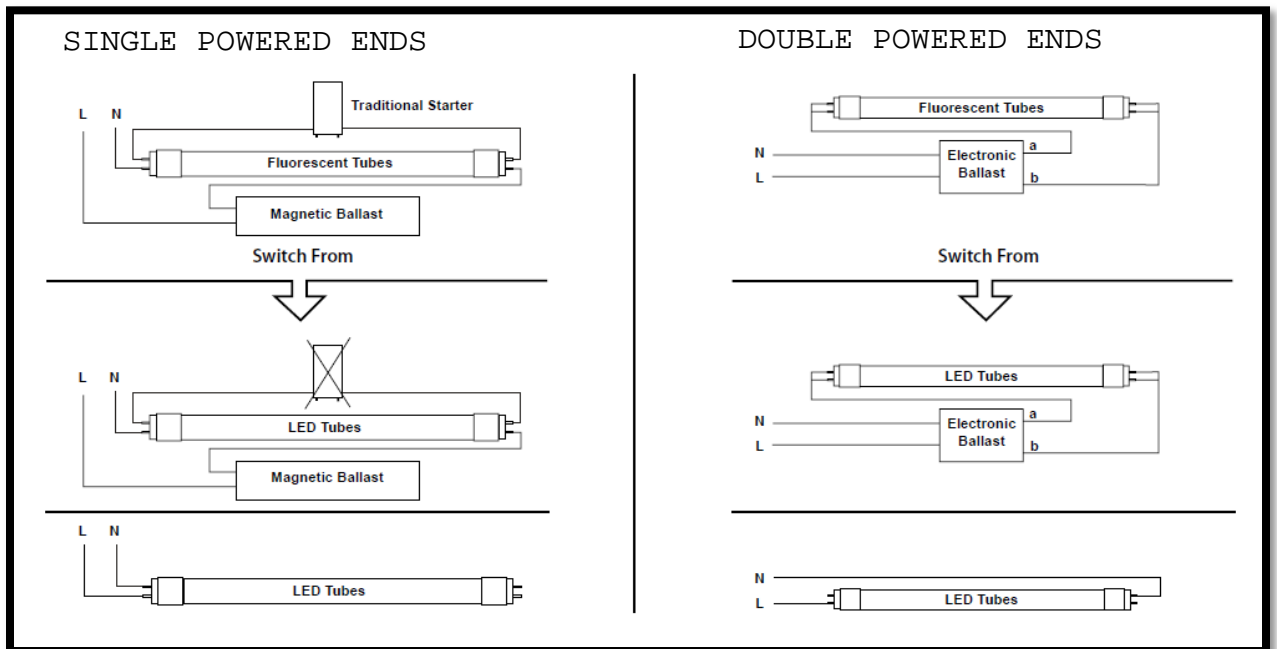 SINGLE POWERED ENDS
L N
Traditional Starter
Fluorescent Tubes
Magnetic Ballast
Switch From
L N
LED Tubes
Magnetic Ballast
L N
LED Tubes
DOUBLE POWERED ENDS
Fluorescent Tubes
N
L
Electronic
Ballast
a
b
Switch From
LED Tubes
N
L
Electronic
Ballast
a
b
N
L
LED Tubes